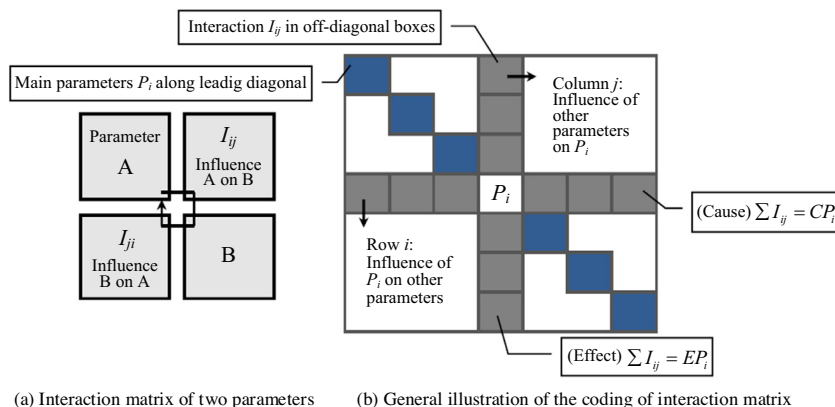 Interaction I_ij in off-diagonal boxes
Main parameters P_i along leadig diagonal
Parameter
A
I_ij
Influence
A on B
I_ji
Influence
B on A
B
Column j:
Influence of
other
parameters
on P_i
P_i
(Cause) ∑ I_ij = CP_i
Row i:
Influence of
P_i on other
parameters
(Effect) ∑ I_ij = EP_i
(a) Interaction matrix of two parameters
(b) General illustration of the coding of interaction matrix